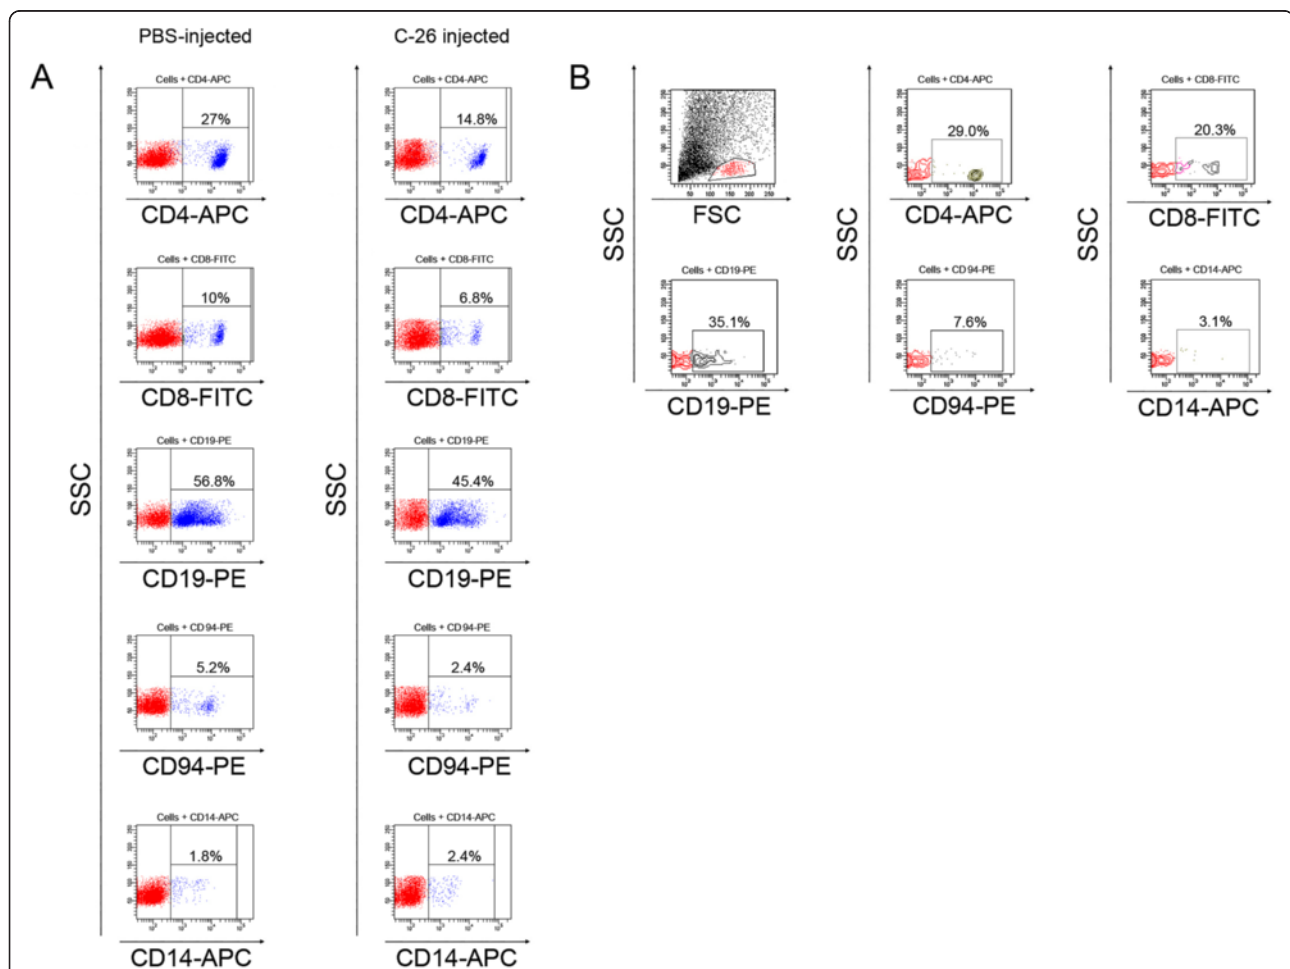 PBS-injected
C-26 injected
A
B
SSC
Cells + CD4-APC
27%
CD4-APC
Cells + CD4-APC
14.8%
CD4-APC
Cells + CD8-FITC
10%
CD8-FITC
Cells + CD8-FITC
6.8%
CD8-FITC
Cells + CD19-PE
56.8%
CD19-PE
Cells + CD19-PE
45.4%
CD19-PE
Cells + CD94-PE
5.2%
CD94-PE
Cells + CD94-PE
2.4%
CD94-PE
Cells + CD14-APC
1.8%
CD14-APC
Cells + CD14-APC
2.4%
CD14-APC
SSC
50 100 150 200 250
FSC
SSC
Cells + CD4-APC
29.0%
CD4-APC
SSC
Cells + CD8-FITC
20.3%
CD8-FITC
Cells + CD19-PE
35.1%
CD19-PE
Cells + CD94-PE
7.6%
CD94-PE
Cells + CD14-APC
3.1%
CD14-APC